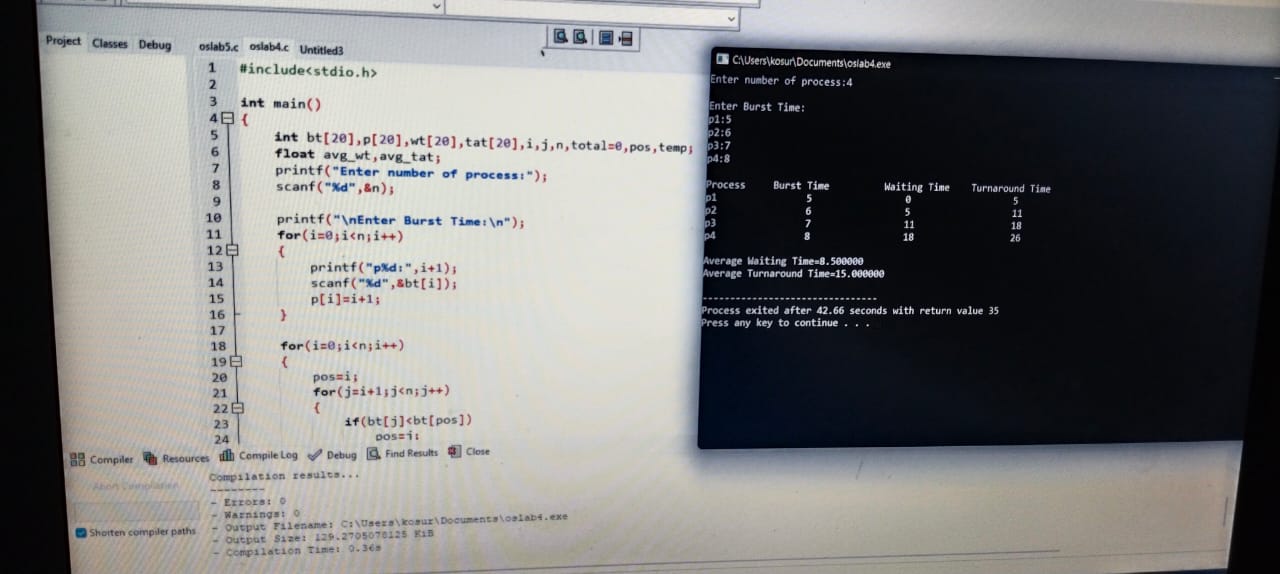 Project Classes Debug
oslab5.c oslab4.c Untitled3
1 #include<stdio.h>
2
3 int main()
4 {
5 int bt[20],p[20],wt[20],tat[20],i,j,n,total=0,pos,temp;
6 float avg_wt,avg_tat;
7 printf("Enter number of process:");
8 scanf("%d",&n);
9
10 printf("\nEnter Burst Time:\n");
11 for(i=0;i<n;i++)
12 {
13 printf("p%d:",i+1);
14 scanf("%d",&bt[i]);
15 p[i]=i+1;
16 }
17
18 for(i=0;i<n;i++)
19 {
20 pos=i;
21 for(j=i+1;j<n;j++)
22 {
23 if(bt[j]<bt[pos])
24 pos=j;
Compiler Resources Compile Log Debug Find Results Close
Abort Compilation
Shorten compiler paths
Compilation results...
--------
- Errors: 0
- Warnings: 0
- Output Filename: C:\Users\kosur\Documents\oslab4.exe
- Output Size: 129.2705078125 KiB
- Compilation Time: 0.36s
C:\Users\kosur\Documents\oslab4.exe
Enter number of process:4
Enter Burst Time:
p1:5
p2:6
p3:7
p4:8
Process Burst Time Waiting Time Turnaround Time
p1 5 0 5
p2 6 5 11
p3 7 11 18
p4 8 18 26
Average Waiting Time=8.500000
Average Turnaround Time=15.000000
--------------------------------
Process exited after 42.66 seconds with return value 35
Press any key to continue . . .